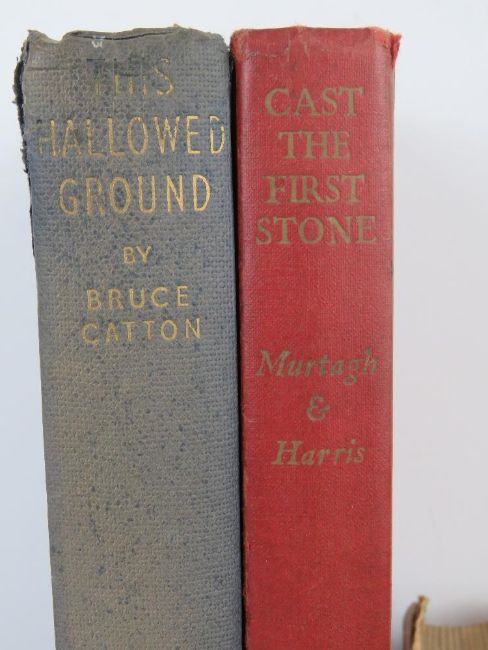 THIS
HALLOWED
GROUND
BY
BRUCE
CATTON
CAST
THE
FIRST
STONE
Murtagh
&
Harris